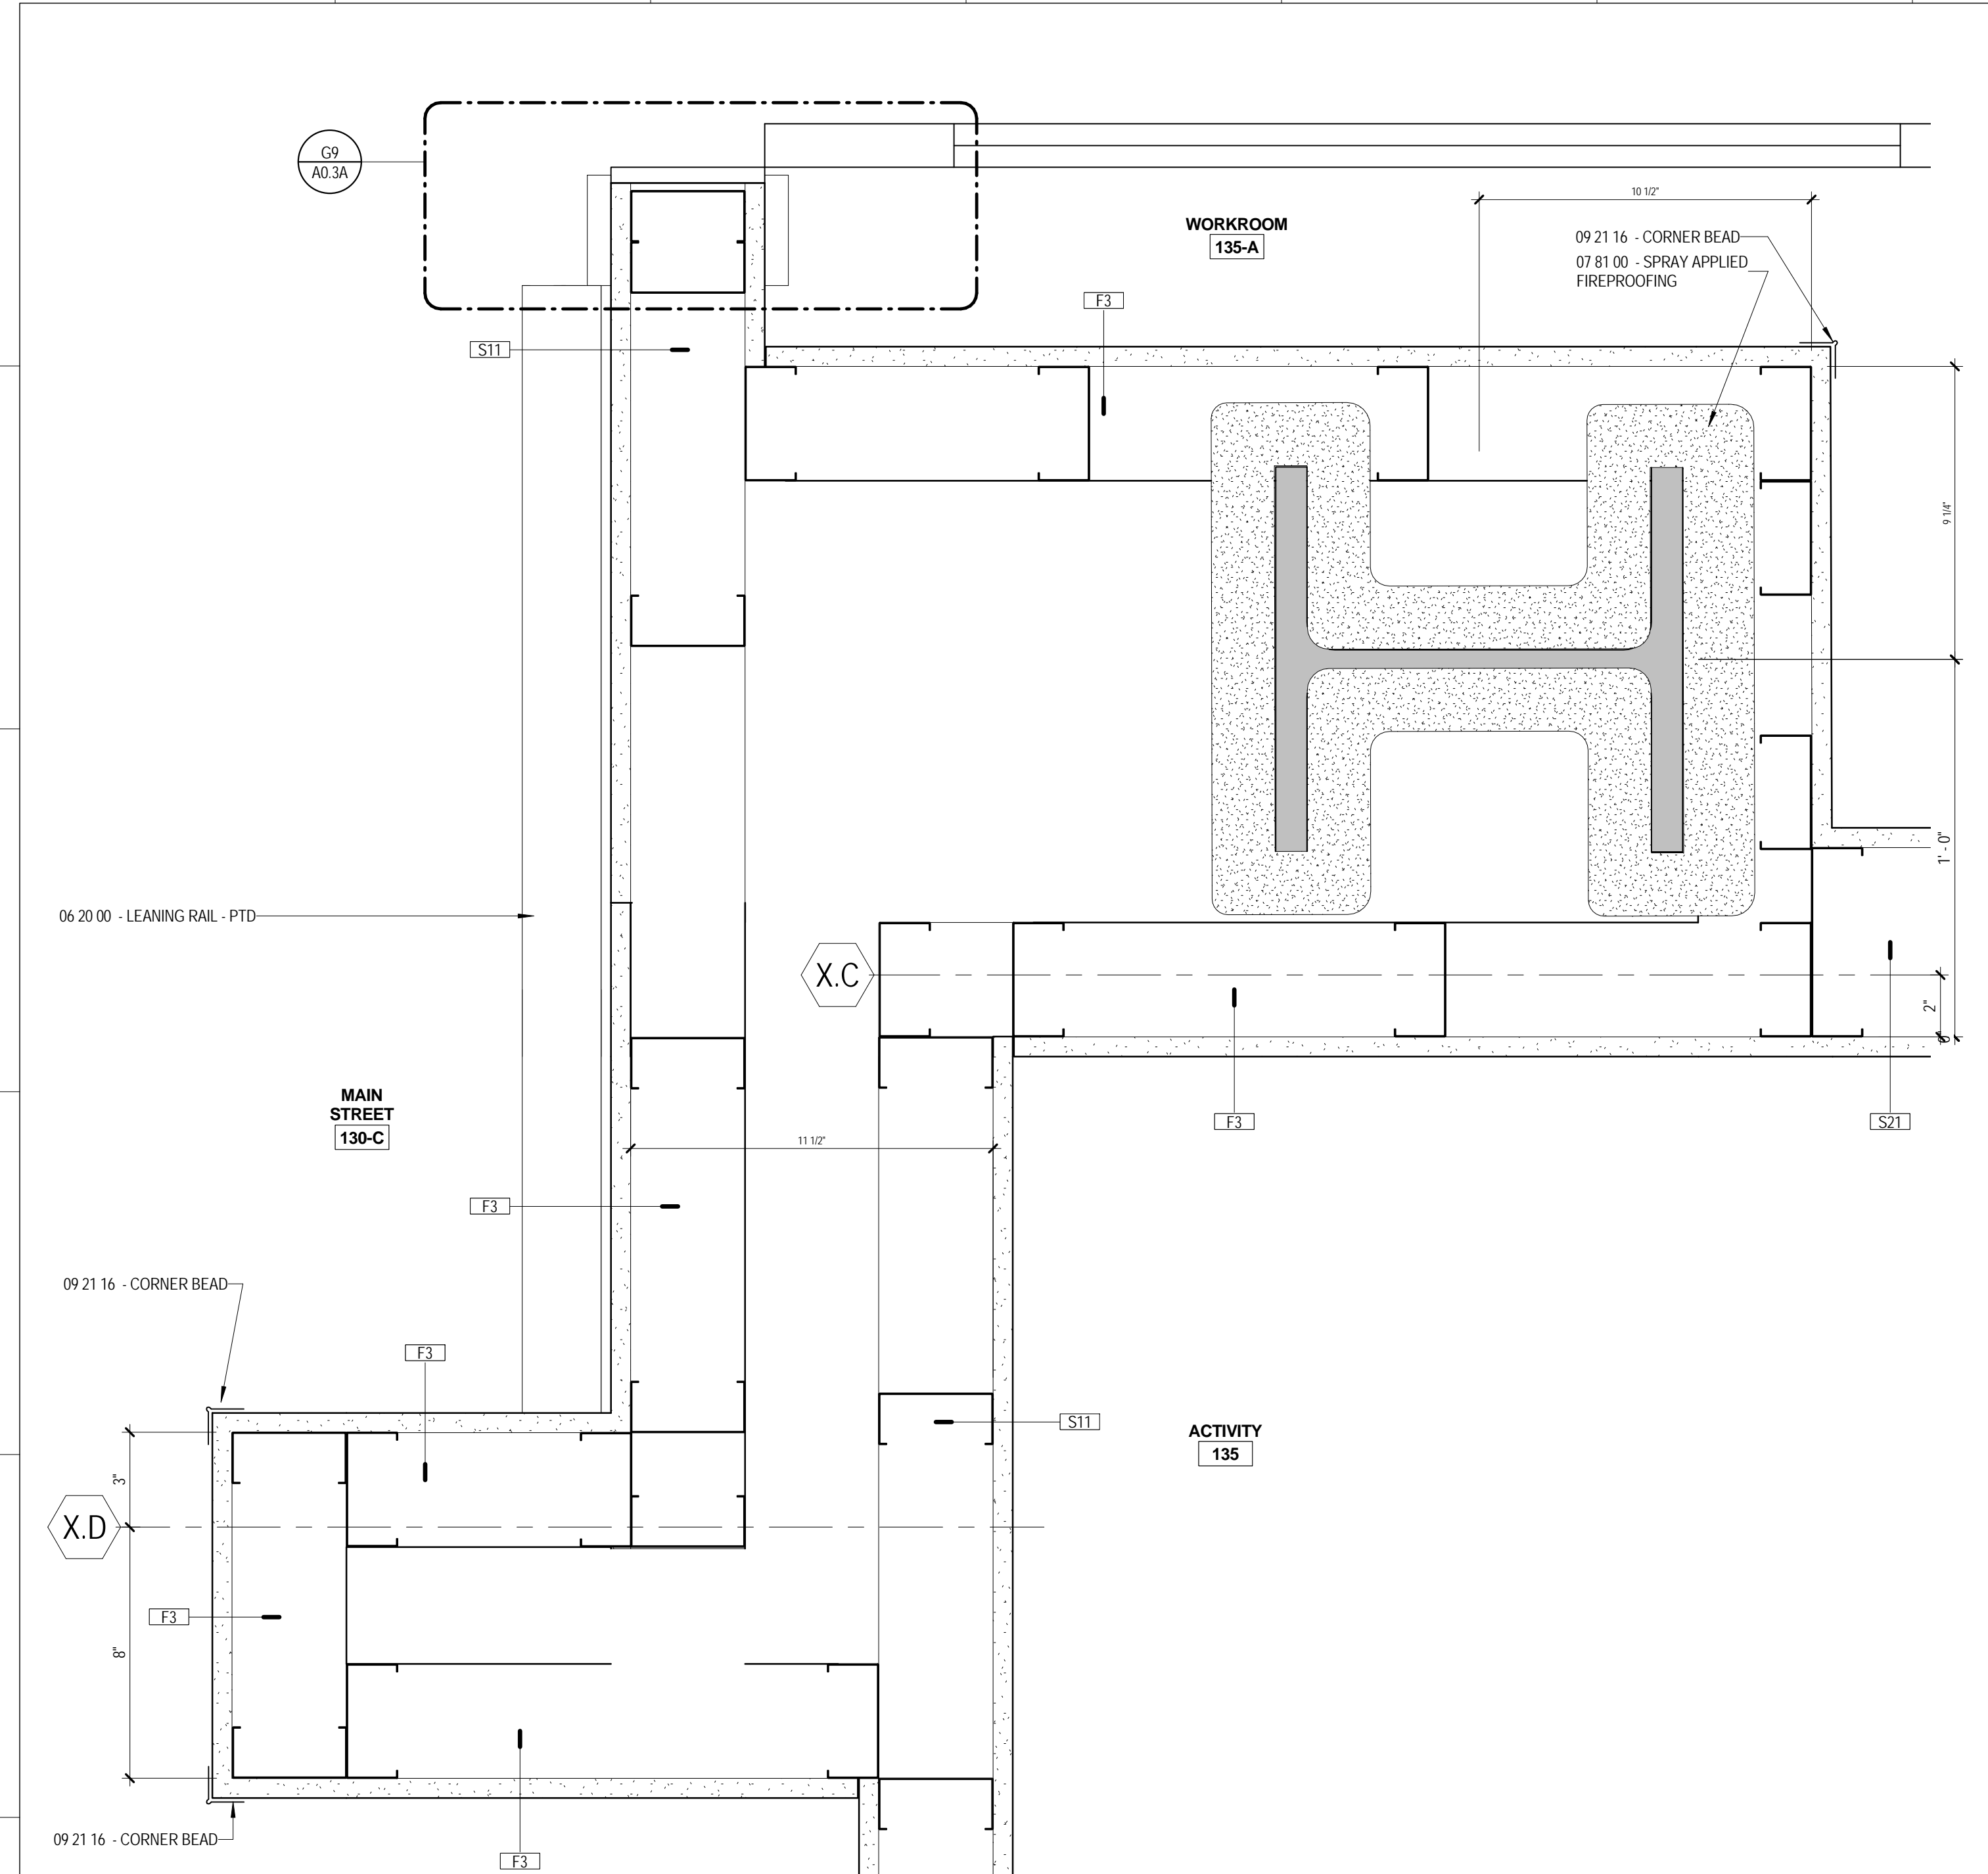 G9
A0.3A
10 1/2"
WORKROOM
135-A
09 21 16 - CORNER BEAD
07 81 00 - SPRAY APPLIED
FIREPROOFING
F3
S11
9 1/4"
1' - 0"
06 20 00 - LEANING RAIL - PTD
X.C
2"
MAIN
STREET
130-C
F3
S21
11 1/2"
F3
09 21 16 - CORNER BEAD
F3
S11
ACTIVITY
135
3"
X.D
F3
8"
09 21 16 - CORNER BEAD
F3